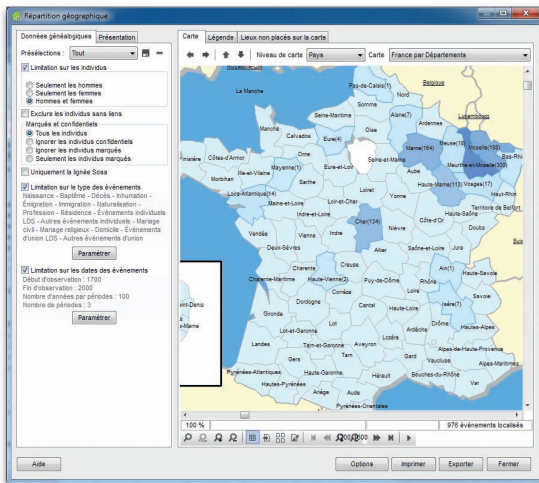 Répartition géographique
Données généalogiques
Présentation
Présélections : Tout
Limitation sur les individus
Seulement les hommes
Seulement les femmes
Hommes et femmes
Exclure les individus sans liens
Marqués et confidentiels
Tous les individus
Ignorer les individus confidentiels
Ignorer les individus marqués
Seulement les individus marqués
Uniquement la lignée Sosa
Limitation sur le type des événements
Naissance - Baptême - Décès - Inhumation -
Émigration - Immigration - Naturalisation -
Profession - Résidence - Événements individuels
LDS - Autres événements individuels - Mariage
civil - Mariage religieux - Domicile - Événements
d'union LDS - Autres événements d'union
Paramétrer
Limitation sur les dates des événements
Début d'observation : 1700
Fin d'observation : 2000
Nombre d'années par périodes : 100
Nombre de périodes : 3
Paramétrer
Carte
Légende
Lieux non placés sur la carte
Niveau de carte Pays
Carte France par Départements
Belgique
La Manche
Pas-de-Calais(1)
Nord
Somme
Luxembourg
Seine-Maritime
Aisne(7)
Ardennes
Oise
Manche
Calvados
Eure(4)
Marne(164)
Meuse(18)
Moselle(188)
Bas-Rhi
Orne
Seine-et-Marne
Meurthe-et-Moselle(300)
Finistère
Côtes-d'Armor
Mayenne(1)
Eure-et-Loir
Aube
Ille-et-Vilaine
Haute-Marne(113)
Vosges(17)
Morbihan
Sarthe
Loiret
Yonne
Haut-Rhin
Loire-Atlantique(14)
Loir-et-Cher
Territoire de Belfort
Maine-et-Loire
Haute-Saône
Indre-et-Loire
Cher(134)
Côte-d'Or
Nièvre
Doubs
Vendée
Vienne
Indre
Deux-Sèvres
Allier
Saône-et-Loire
Jura
Charente
Creuse
Ain(1)
Haute-Savoie
Charente-Maritime
Haute-Vienne(2)
Puy-de-Dôme
Rhône
Corrèze
Loire
Savoie
Dordogne
Isère(7)
Cantal
Haute-Loire
Gironde
Lot
Drôme
Hautes-Alpes
Lot-et-Garonne
Lozère
Ardèche
Landes
Tarn-et-Garonne
Aveyron
Alpes-de-Haute-Provence
Tarn
Gard
Vaucluse
Alpes-Maritimes
Gers
Pyrénées-Atlantiques
Haute-Garonne
Hérault
Bouches-du-Rhône
Var
Hautes-Pyrénées
Ariège
Aude
Pyrénées-Orientales
100 %
976 événements localisés
Aide
Options
Imprimer
Exporter
Fermer